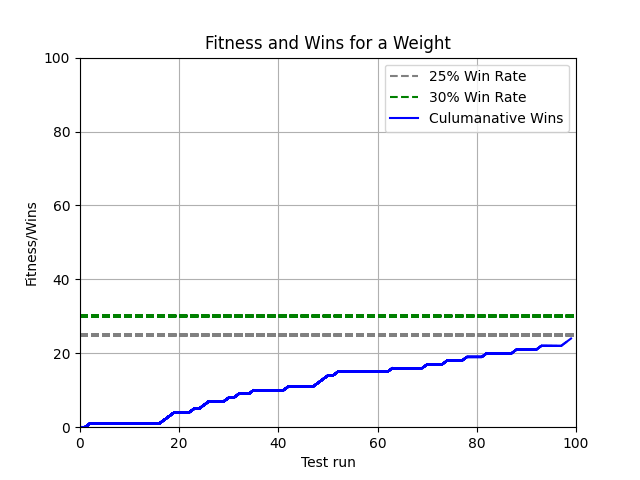 Fitness and Wins for a Weight
100
80
60
40
20
0
Fitness/Wins
25% Win Rate
30% Win Rate
Culumanative Wins
0 20 40 60 80 100
Test run